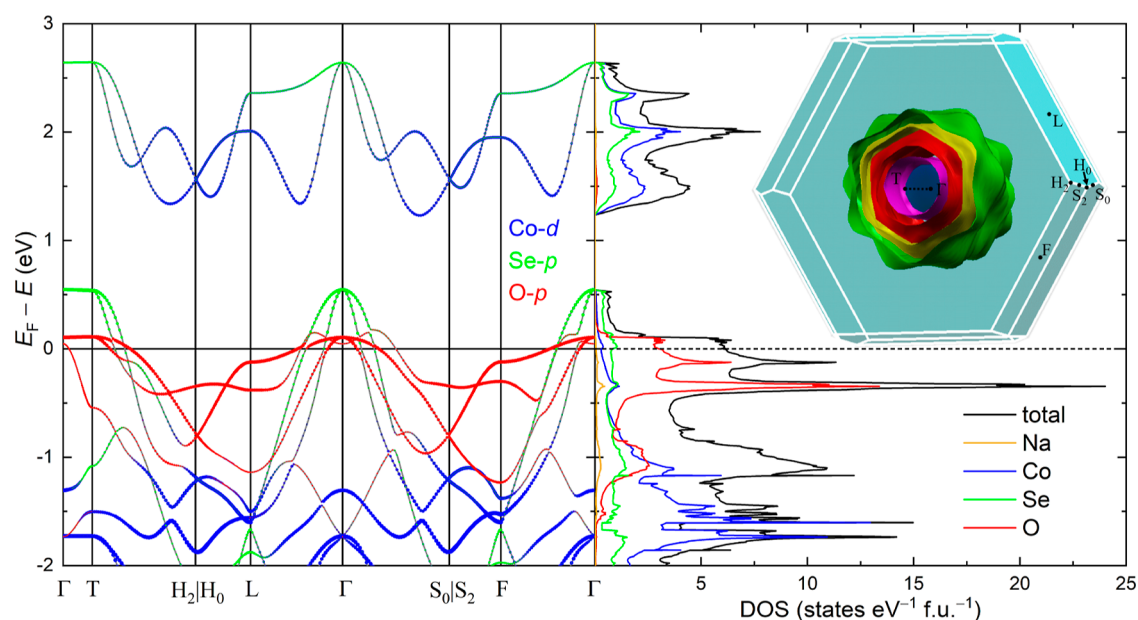 3
2
1
0
-1
-2
E_F – E (eV)
Co-d
Se-p
O-p
Γ T H₂|H₀ L Γ S₀|S₂ F Γ
5 10 15 20 25
DOS (states eV⁻¹ f.u.⁻¹)
total
Na
Co
Se
O
L
H₀
H₂
S₂
S₀
T
Γ
F